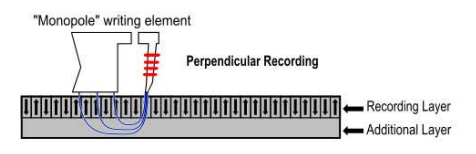 "Monopole" writing element
Perpendicular Recording
Recording Layer
Additional Layer